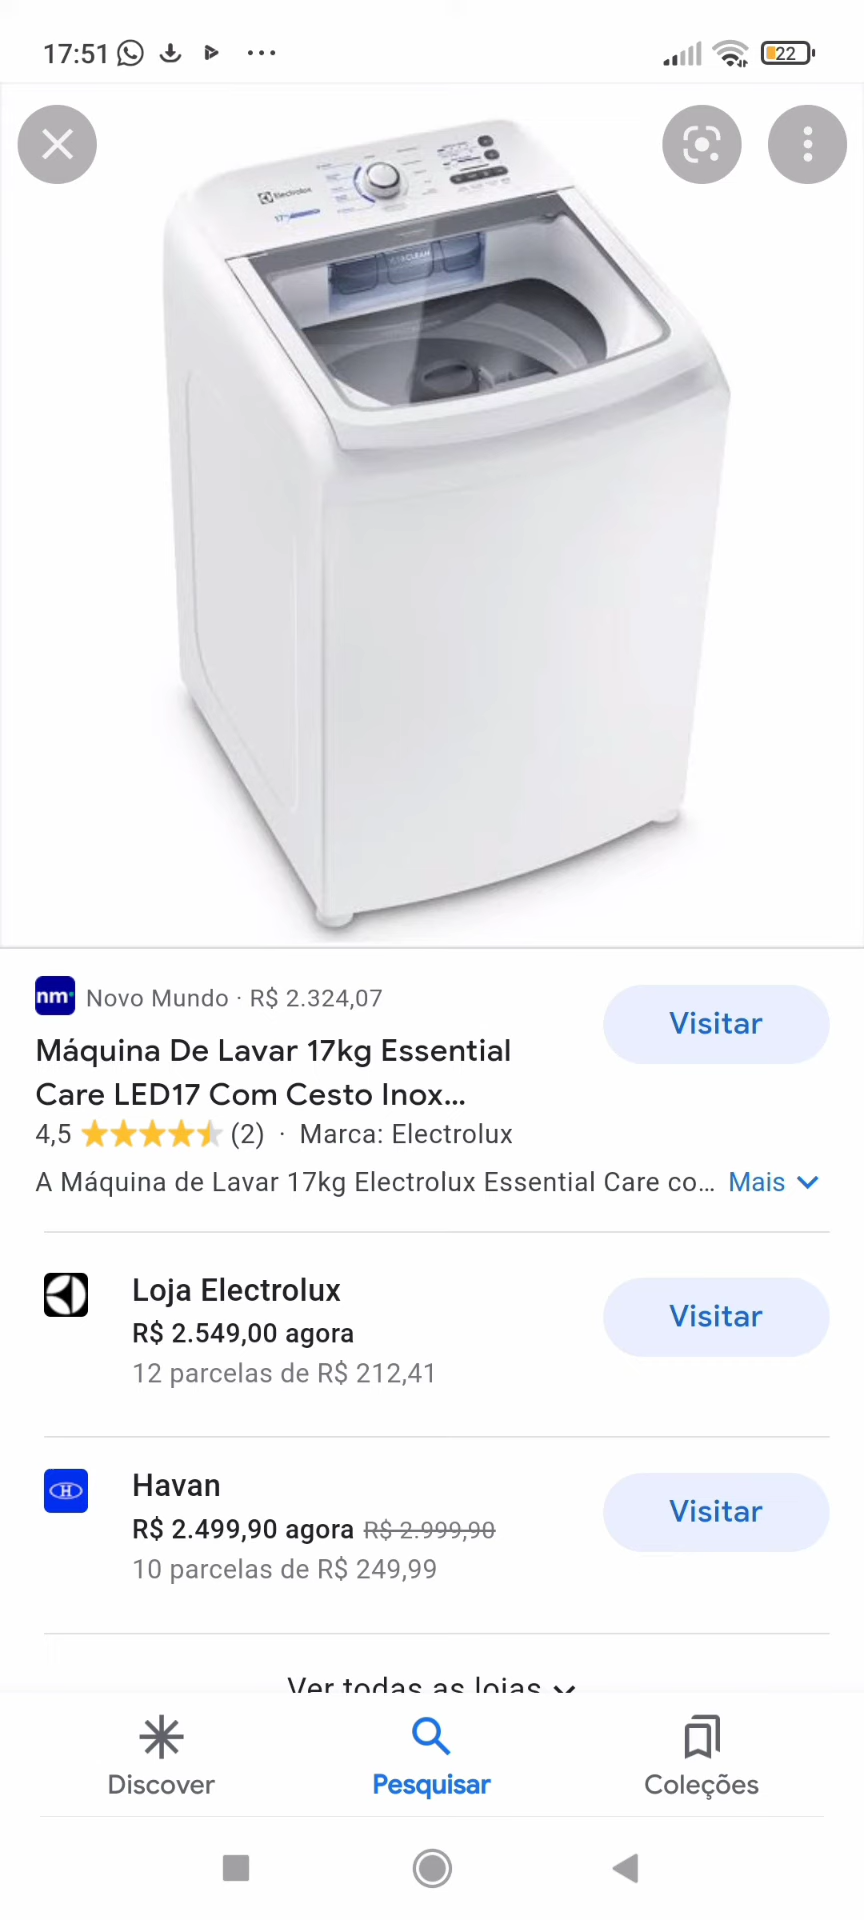 17:51
22
Electrolux
Novo Mundo · R$ 2.324,07
Visitar
Máquina De Lavar 17kg Essential
Care LED17 Com Cesto Inox...
4,5 (2) · Marca: Electrolux
A Máquina de Lavar 17kg Electrolux Essential Care co... Mais
Loja Electrolux
R$ 2.549,00 agora
12 parcelas de R$ 212,41
Visitar
Havan
R$ 2.499,90 agora R$ 2.999,90
10 parcelas de R$ 249,99
Visitar
Ver todas as lojas
Discover
Pesquisar
Coleções